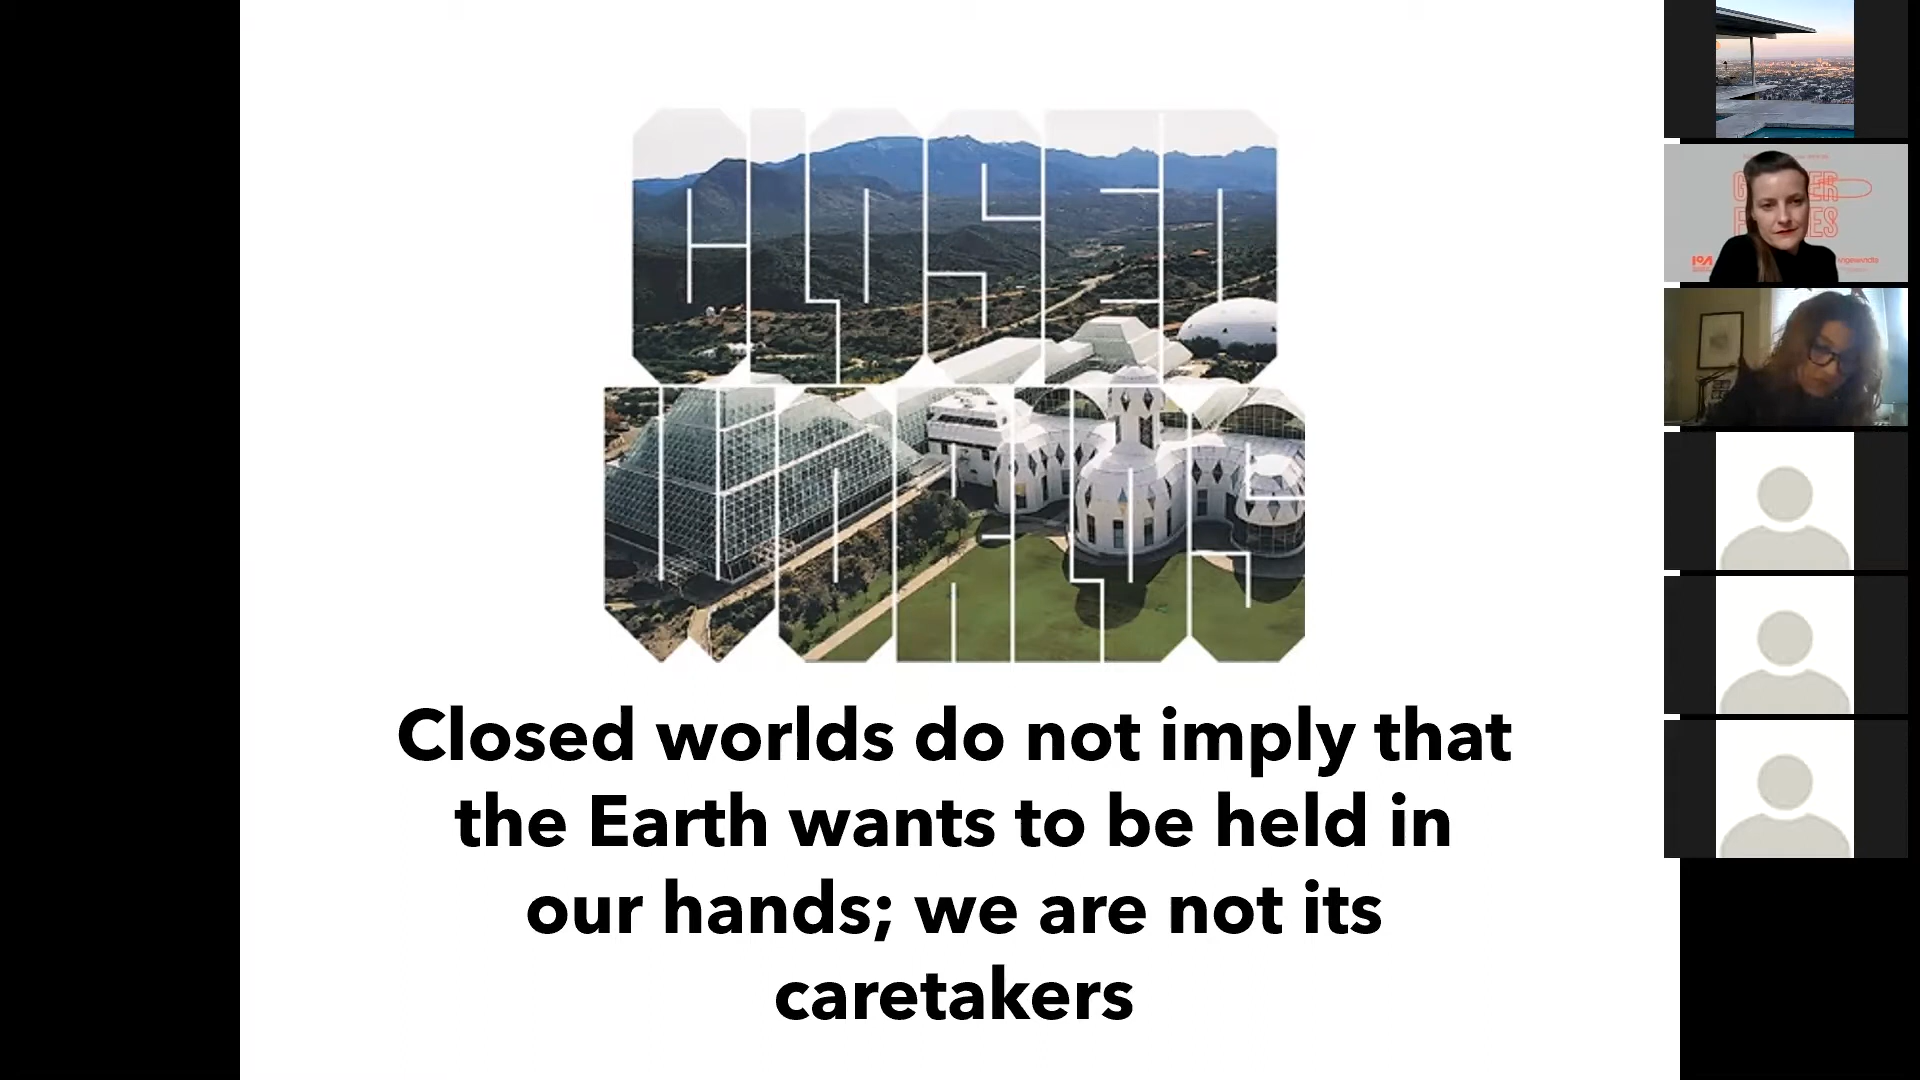 CLOSED
WORLDS
Closed worlds do not imply that
the Earth wants to be held in
our hands; we are not its
caretakers
IoA